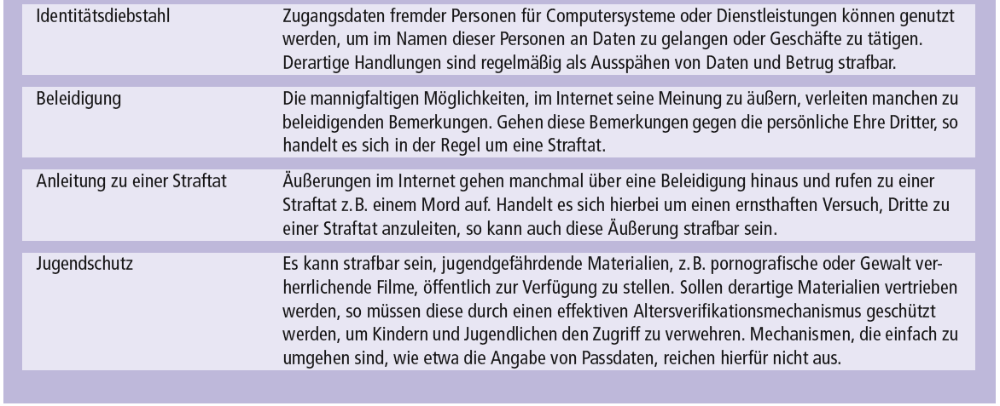 Identitätsdiebstahl Zugangsdaten fremder Personen für Computersysteme oder Dienstleistungen können genutzt
werden, um im Namen dieser Personen an Daten zu gelangen oder Geschäfte zu tätigen.
Derartige Handlungen sind regelmäßig als Ausspähen von Daten und Betrug strafbar.
Beleidigung Die mannigfaltigen Möglichkeiten, im Internet seine Meinung zu äußern, verleiten manchen zu
beleidigenden Bemerkungen. Gehen diese Bemerkungen gegen die persönliche Ehre Dritter, so
handelt es sich in der Regel um eine Straftat.
Anleitung zu einer Straftat Äußerungen im Internet gehen manchmal über eine Beleidigung hinaus und rufen zu einer
Straftat z. B. einem Mord auf. Handelt es sich hierbei um einen ernsthaften Versuch, Dritte zu
einer Straftat anzuleiten, so kann auch diese Äußerung strafbar sein.
Jugendschutz Es kann strafbar sein, jugendgefährdende Materialien, z. B. pornografische oder Gewalt ver-
herrlichende Filme, öffentlich zur Verfügung zu stellen. Sollen derartige Materialien vertrieben
werden, so müssen diese durch einen effektiven Altersverifikationsmechanismus geschützt
werden, um Kindern und Jugendlichen den Zugriff zu verwehren. Mechanismen, die einfach zu
umgehen sind, wie etwa die Angabe von Passdaten, reichen hierfür nicht aus.